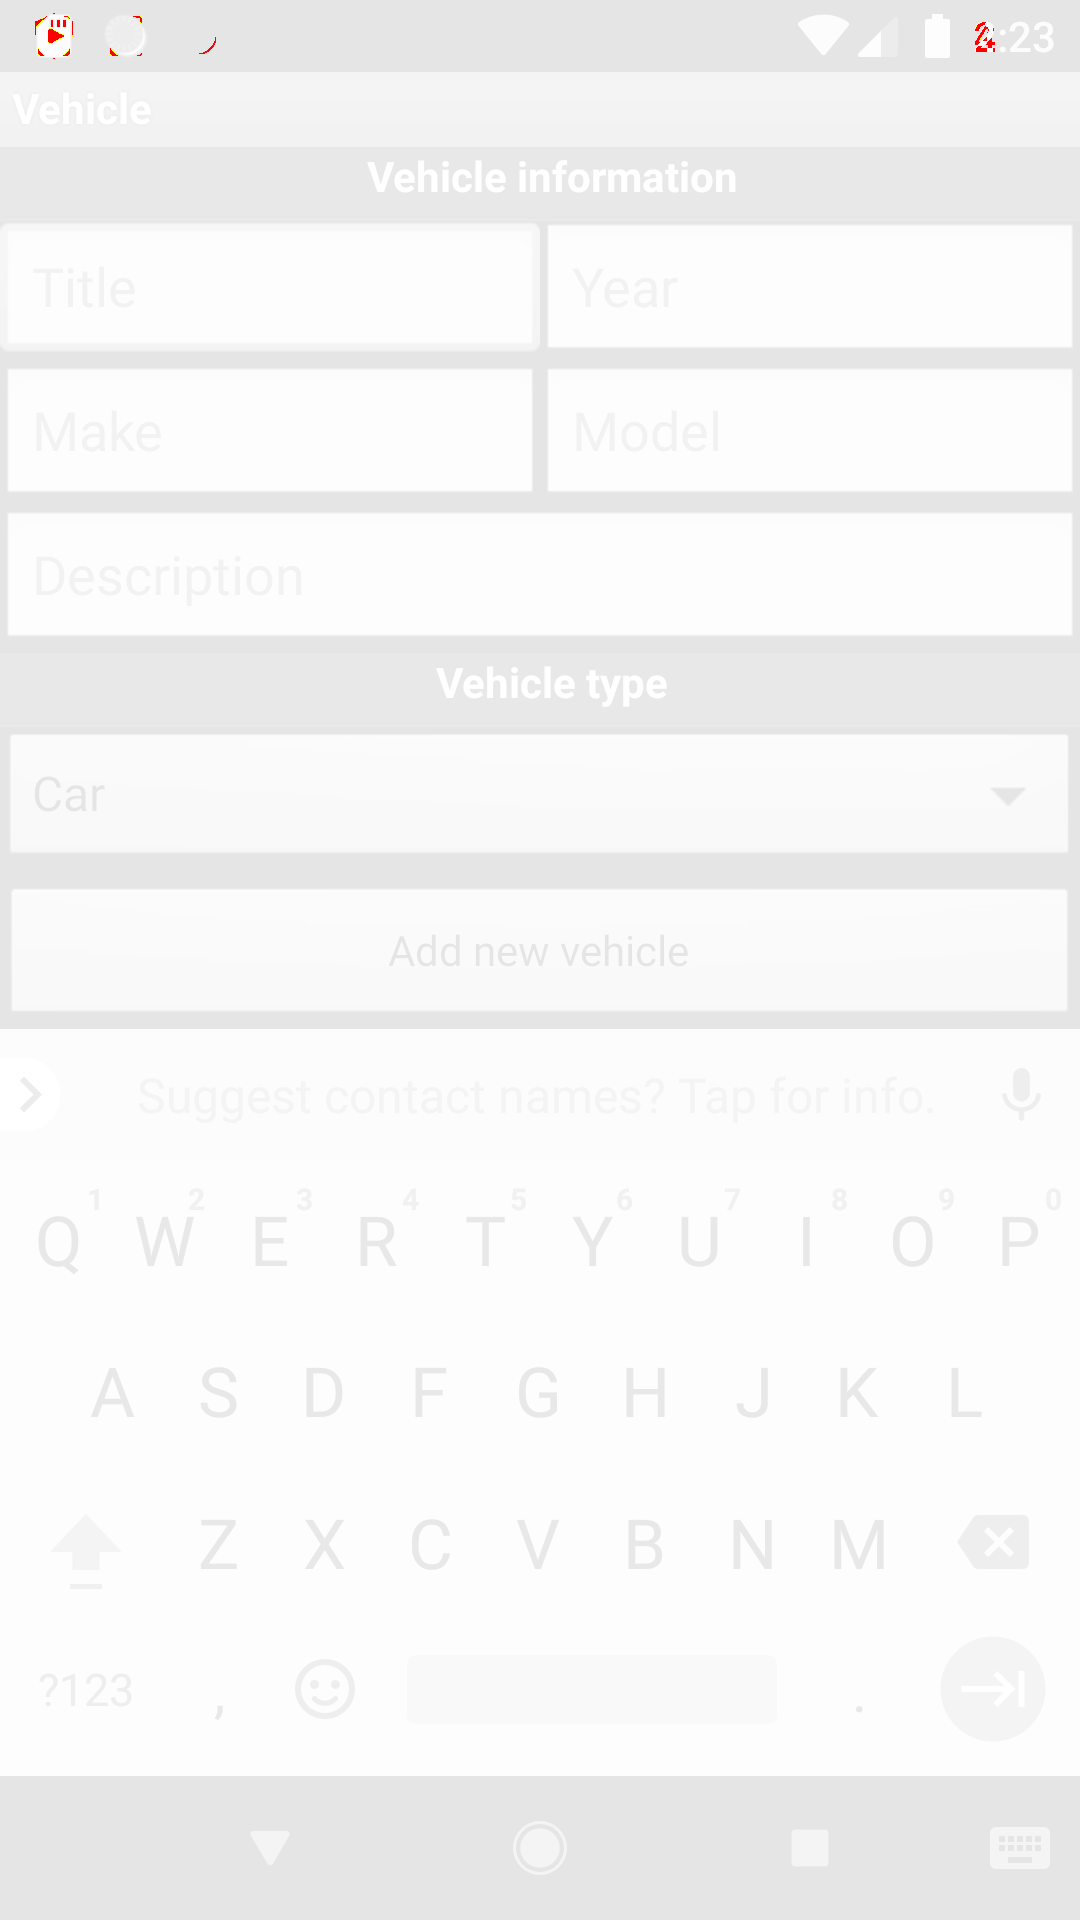 :23
Vehicle
Vehicle information
Title Year
Make Model
Description
Vehicle type
Car
Add new vehicle
Suggest contact names? Tap for info.
1 2 3 4 5 6 7 8 9 0
Q W E R T Y U I O P
A S D F G H J K L
Z X C V B N M
?123 , .